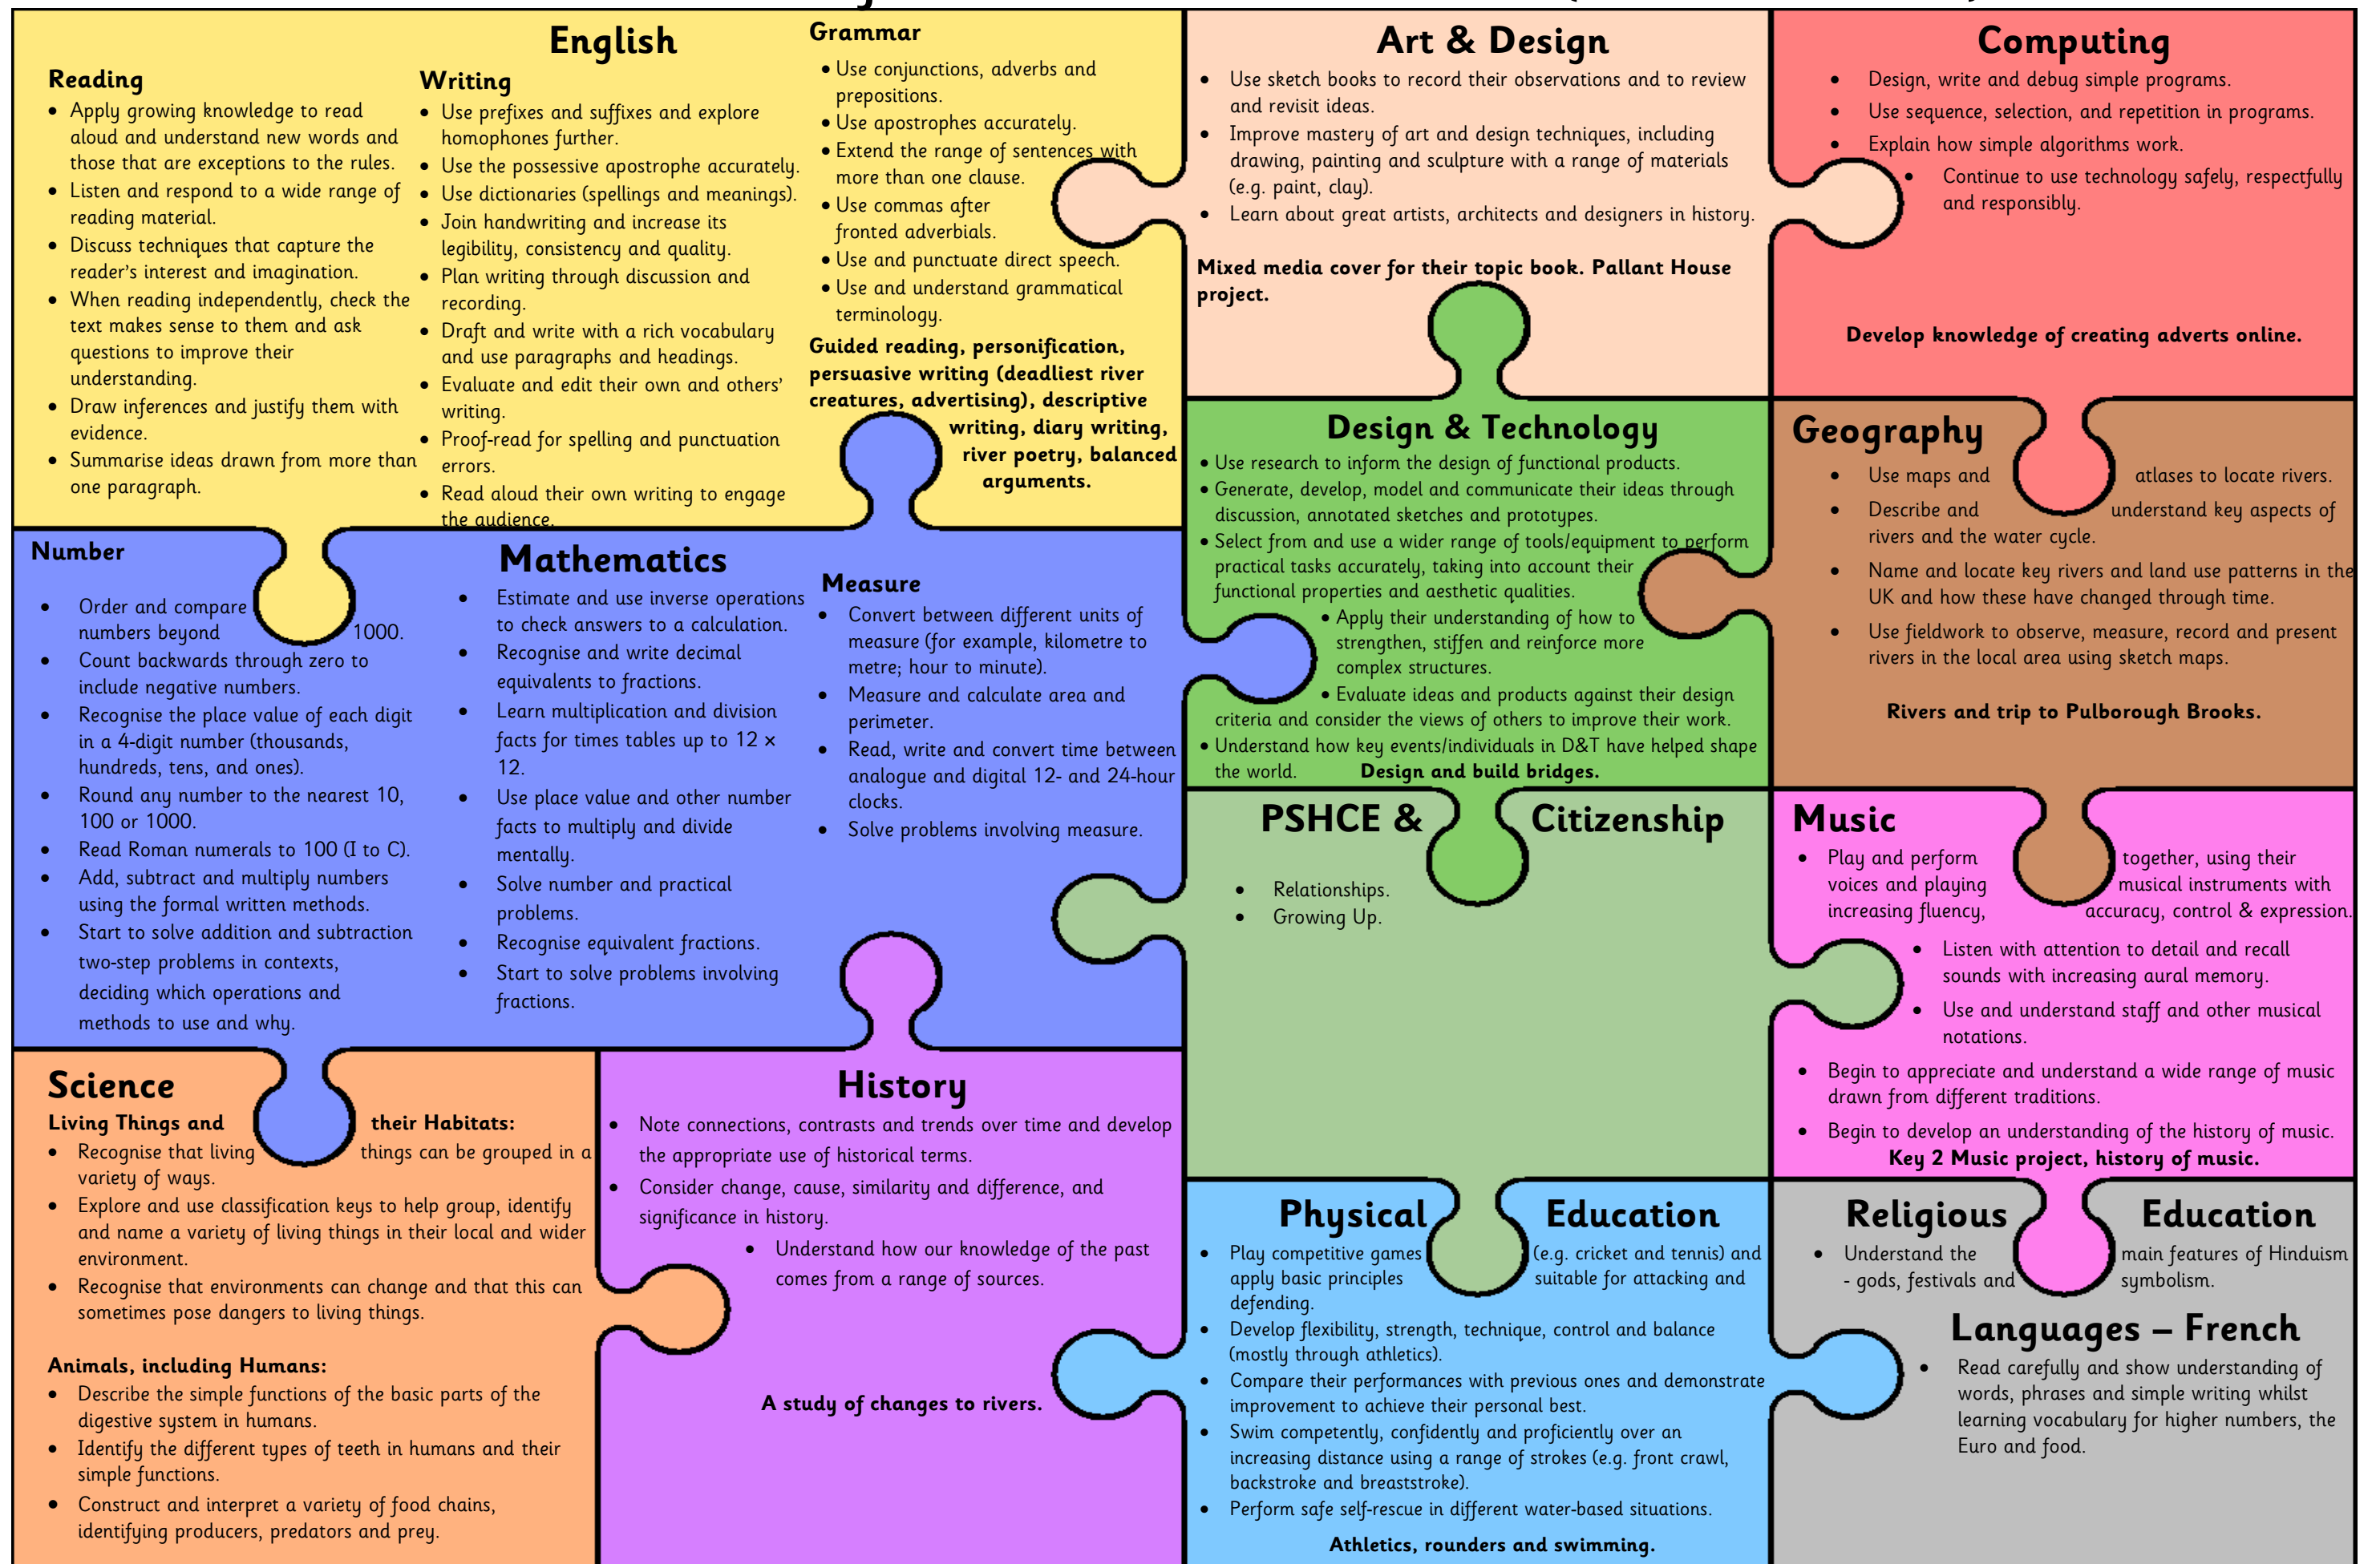 English
Reading
• Apply growing knowledge to read
aloud and understand new words and
those that are exceptions to the rules.
• Listen and respond to a wide range of
reading material.
• Discuss techniques that capture the
reader's interest and imagination.
• When reading independently, check the
text makes sense to them and ask
questions to improve their
understanding.
• Draw inferences and justify them with
evidence.
• Summarise ideas drawn from more than
one paragraph.
Writing
• Use prefixes and suffixes and explore
homophones further.
• Use the possessive apostrophe accurately.
• Use dictionaries (spellings and meanings).
• Join handwriting and increase its
legibility, consistency and quality.
• Plan writing through discussion and
recording.
• Draft and write with a rich vocabulary
and use paragraphs and headings.
• Evaluate and edit their own and others'
writing.
• Proof-read for spelling and punctuation
errors.
• Read aloud their own writing to engage
the audience.
Grammar
• Use conjunctions, adverbs and
prepositions.
• Use apostrophes accurately.
• Extend the range of sentences with
more than one clause.
• Use commas after
fronted adverbials.
• Use and punctuate direct speech.
• Use and understand grammatical
terminology.
Guided reading, personification,
persuasive writing (deadliest river
creatures, advertising), descriptive
writing, diary writing,
river poetry, balanced
arguments.
Art & Design
• Use sketch books to record their observations and to review
and revisit ideas.
• Improve mastery of art and design techniques, including
drawing, painting and sculpture with a range of materials
(e.g. paint, clay).
• Learn about great artists, architects and designers in history.
Mixed media cover for their topic book. Pallant House
project.
Computing
• Design, write and debug simple programs.
• Use sequence, selection, and repetition in programs.
• Explain how simple algorithms work.
• Continue to use technology safely, respectfully
and responsibly.
Develop knowledge of creating adverts online.
Design & Technology
• Use research to inform the design of functional products.
• Generate, develop, model and communicate their ideas through
discussion, annotated sketches and prototypes.
• Select from and use a wider range of tools/equipment to perform
practical tasks accurately, taking into account their
functional properties and aesthetic qualities.
• Apply their understanding of how to
strengthen, stiffen and reinforce more
complex structures.
• Evaluate ideas and products against their design
criteria and consider the views of others to improve their work.
• Understand how key events/individuals in D&T have helped shape
the world. Design and build bridges.
Geography
• Use maps and atlases to locate rivers.
• Describe and understand key aspects of
rivers and the water cycle.
• Name and locate key rivers and land use patterns in the
UK and how these have changed through time.
• Use fieldwork to observe, measure, record and present
rivers in the local area using sketch maps.
Rivers and trip to Pulborough Brooks.
Mathematics
Number
• Order and compare
numbers beyond 1000.
• Count backwards through zero to
include negative numbers.
• Recognise the place value of each digit
in a 4-digit number (thousands,
hundreds, tens, and ones).
• Round any number to the nearest 10,
100 or 1000.
• Read Roman numerals to 100 (I to C).
• Add, subtract and multiply numbers
using the formal written methods.
• Start to solve addition and subtraction
two-step problems in contexts,
deciding which operations and
methods to use and why.
• Estimate and use inverse operations
to check answers to a calculation.
• Recognise and write decimal
equivalents to fractions.
• Learn multiplication and division
facts for times tables up to 12 ×
12.
• Use place value and other number
facts to multiply and divide
mentally.
• Solve number and practical
problems.
• Recognise equivalent fractions.
• Start to solve problems involving
fractions.
Measure
• Convert between different units of
measure (for example, kilometre to
metre; hour to minute).
• Measure and calculate area and
perimeter.
• Read, write and convert time between
analogue and digital 12- and 24-hour
clocks.
• Solve problems involving measure.
PSHCE & Citizenship
• Relationships.
• Growing Up.
Music
• Play and perform together, using their
voices and playing musical instruments with
increasing fluency, accuracy, control & expression.
• Listen with attention to detail and recall
sounds with increasing aural memory.
• Use and understand staff and other musical
notations.
• Begin to appreciate and understand a wide range of music
drawn from different traditions.
• Begin to develop an understanding of the history of music.
Key 2 Music project, history of music.
Science
Living Things and their Habitats:
• Recognise that living things can be grouped in a
variety of ways.
• Explore and use classification keys to help group, identify
and name a variety of living things in their local and wider
environment.
• Recognise that environments can change and that this can
sometimes pose dangers to living things.
Animals, including Humans:
• Describe the simple functions of the basic parts of the
digestive system in humans.
• Identify the different types of teeth in humans and their
simple functions.
• Construct and interpret a variety of food chains,
identifying producers, predators and prey.
History
• Note connections, contrasts and trends over time and develop
the appropriate use of historical terms.
• Consider change, cause, similarity and difference, and
significance in history.
• Understand how our knowledge of the past
comes from a range of sources.
A study of changes to rivers.
Physical Education
• Play competitive games (e.g. cricket and tennis) and
apply basic principles suitable for attacking and
defending.
• Develop flexibility, strength, technique, control and balance
(mostly through athletics).
• Compare their performances with previous ones and demonstrate
improvement to achieve their personal best.
• Swim competently, confidently and proficiently over an
increasing distance using a range of strokes (e.g. front crawl,
backstroke and breaststroke).
• Perform safe self-rescue in different water-based situations.
Athletics, rounders and swimming.
Religious Education
• Understand the main features of Hinduism
- gods, festivals and symbolism.
Languages – French
• Read carefully and show understanding of
words, phrases and simple writing whilst
learning vocabulary for higher numbers, the
Euro and food.